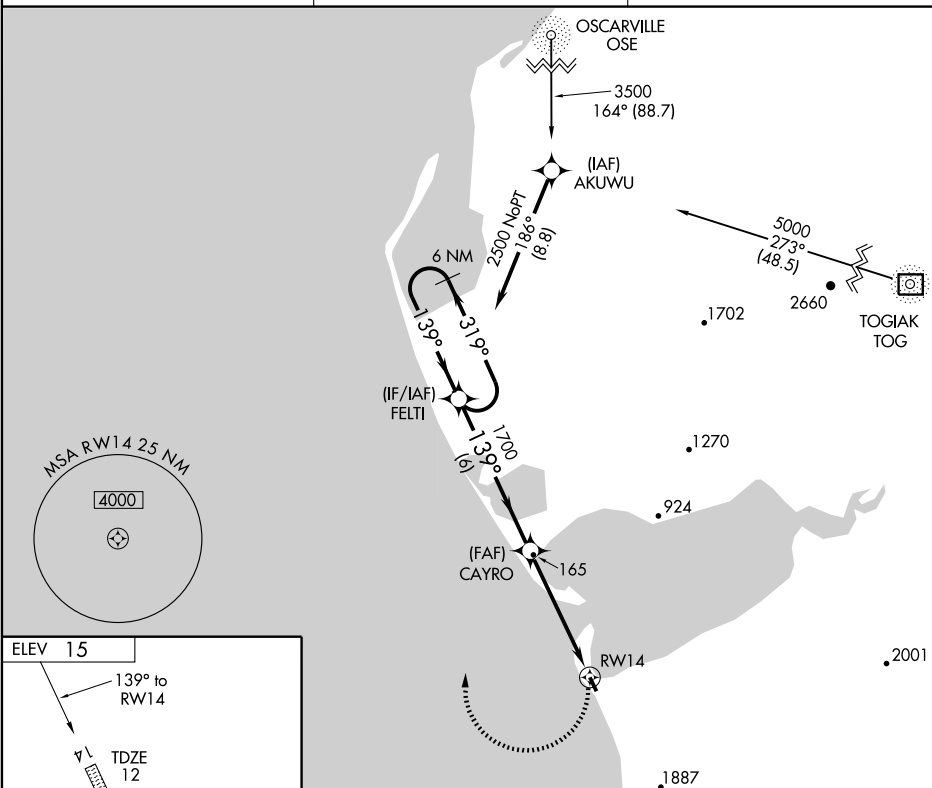 OSCARVILLE
OSE
3500
164° (88.7)
(IAF)
AKUWU
2500 NoPT
186°
(8.8)
5000
273°
(48.5)
2660
TOGIAK
TOG
6 NM
139°
319°
1702
(IF/IAF)
FELTI
1700
139°
(6)
1270
MSA RW14 25 NM
4000
924
(FAF)
CAYRO
165
RW14
2001
ELEV 15
139° to
RW14
14
TDZE
12
1887